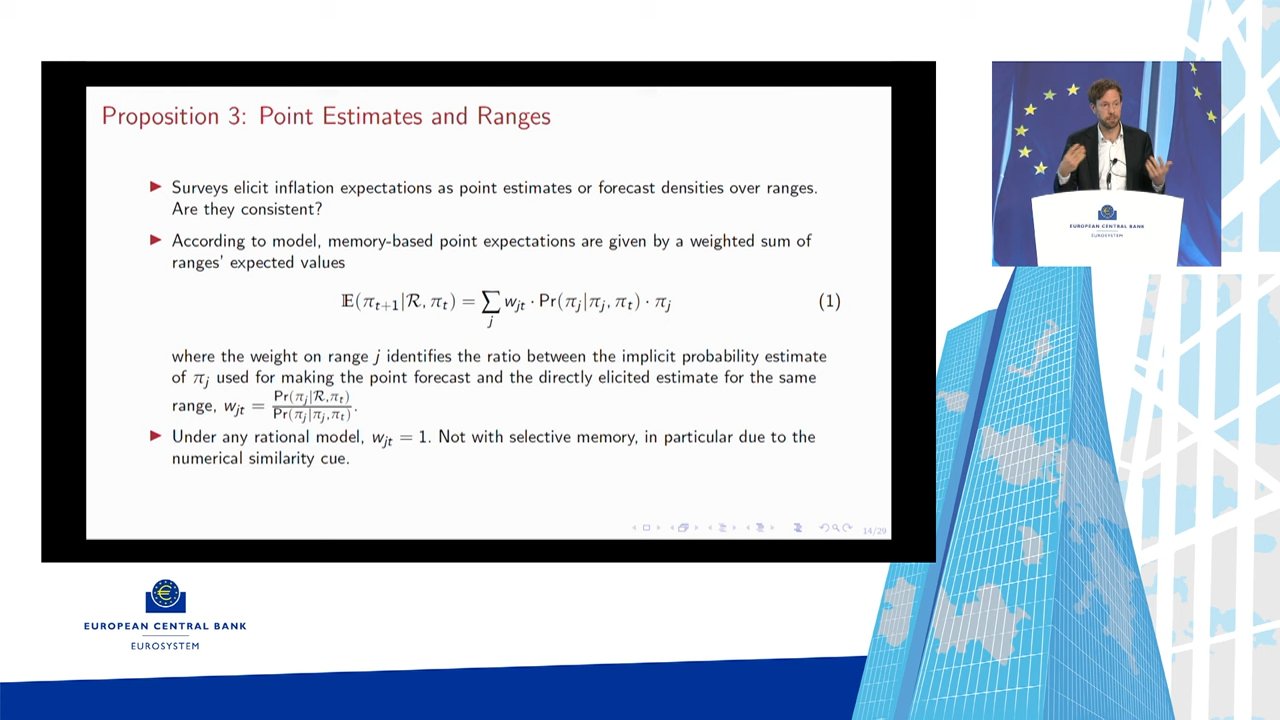 Proposition 3: Point Estimates and Ranges
▶ Surveys elicit inflation expectations as point estimates or forecast densities over ranges.
Are they consistent?
▶ According to model, memory-based point expectations are given by a weighted sum of
ranges' expected values
𝔼(π_{t+1}|ℛ, π_t) = ∑_j w_{jt} · Pr(π_j|π_j, π_t) · π_j (1)
where the weight on range j identifies the ratio between the implicit probability estimate
of π_j used for making the point forecast and the directly elicited estimate for the same
range, w_{jt} = Pr(π_j|ℛ,π_t) / Pr(π_j|π_j,π_t).
▶ Under any rational model, w_{jt} = 1. Not with selective memory, in particular due to the
numerical similarity cue.
14/29
EUROPEAN CENTRAL BANK
EUROSYSTEM
EUROPEAN CENTRAL BANK
EUROSYSTEM